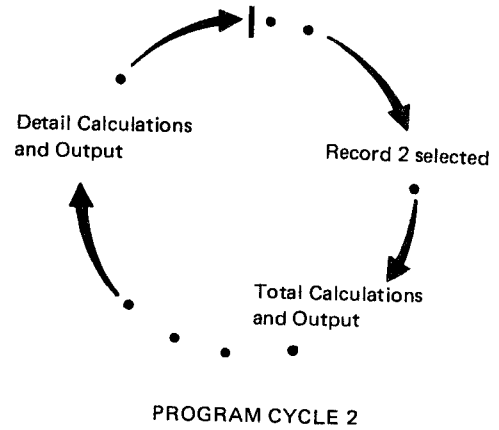 Detail Calculations
and Output
Record 2 selected
Total Calculations
and Output
PROGRAM CYCLE 2